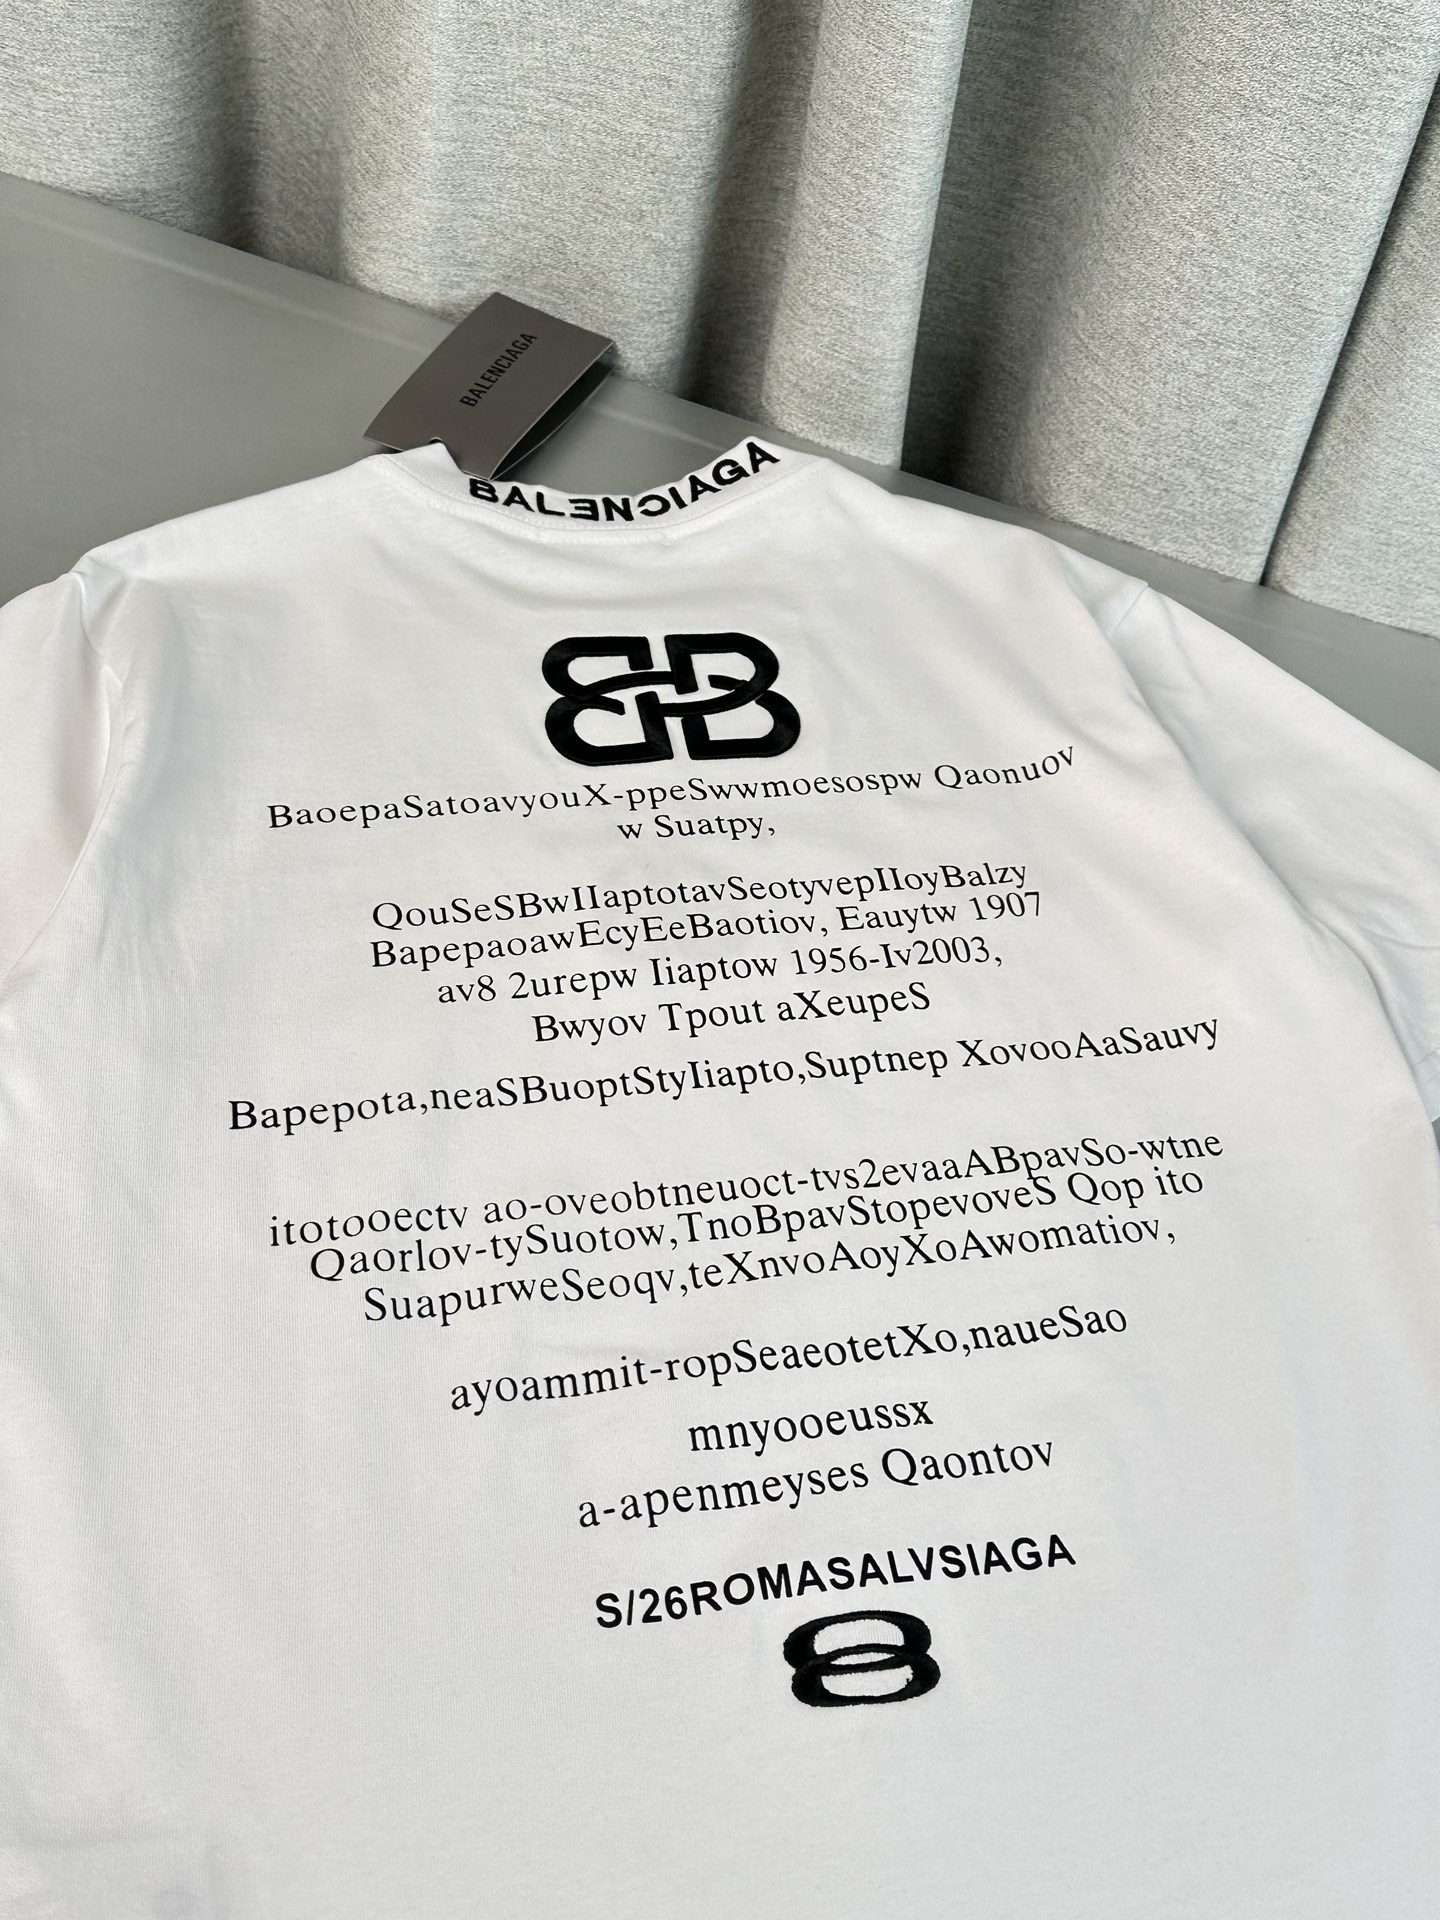 BALENCIAGA
BALENCIAGA
BB
BaoepaSatoavyouX-ppeSwwmoesospw Qaonuov
w Suatpy,
QouSeSBwIIaptotavSeotyvepIIoyBalzy
BapepaoawEcyEeBaotiov, Eauytw 1907
av8 2urepw Iiaptow 1956-Iv2003,
Bwyov Tpout aXeupeS
Bapepota,neaSBuoptStyIiapto,Suptnep XovooAaSauvy
itotooectv ao-oveobtneuoct-tvs2evaaABpavSo-wtne
Qaorlov-tySuotow,TnoBpavStopevoveS Qop ito
SuapurweSeoqv,teXnvoAoyXoAwomatiov,
ayoammit-ropSeaeotetXo,naueSao
mnyooeussx
a-apenmeyses Qaontov
S/26ROMASALVSIAGA